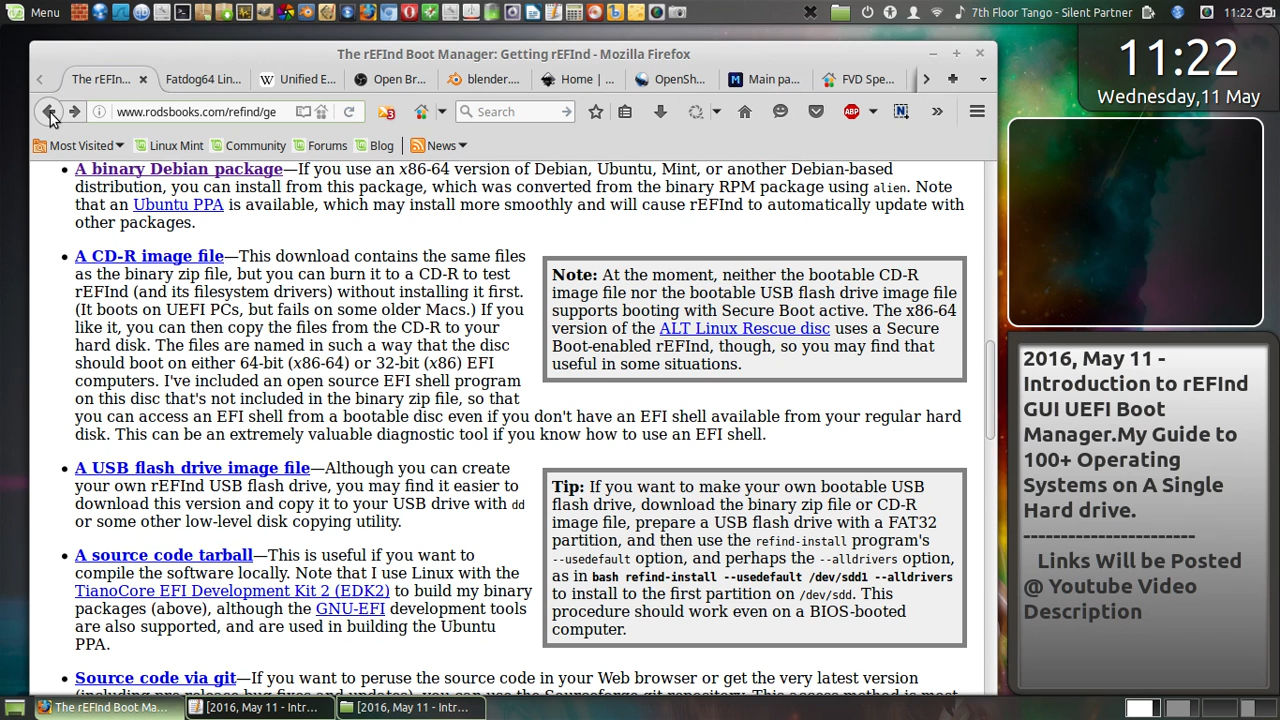 Menu
7th Floor Tango - Silent Partner
11:22
The rEFInd Boot Manager: Getting rEFInd - Mozilla Firefox
The rEFIn...
Fatdog64 Lin...
Unified E...
Open Br...
blender....
Home | ...
OpenSh...
Main pa...
FVD Spe...
www.rodsbooks.com/refind/ge
Search
Most Visited
Linux Mint
Community
Forums
Blog
News
11:22
Wednesday,11 May
• A binary Debian package—If you use an x86-64 version of Debian, Ubuntu, Mint, or another Debian-based
distribution, you can install from this package, which was converted from the binary RPM package using alien. Note
that an Ubuntu PPA is available, which may install more smoothly and will cause rEFInd to automatically update with
other packages.
• A CD-R image file—This download contains the same files
as the binary zip file, but you can burn it to a CD-R to test
rEFInd (and its filesystem drivers) without installing it first.
(It boots on UEFI PCs, but fails on some older Macs.) If you
like it, you can then copy the files from the CD-R to your
hard disk. The files are named in such a way that the disc
should boot on either 64-bit (x86-64) or 32-bit (x86) EFI
computers. I've included an open source EFI shell program
on this disc that's not included in the binary zip file, so that
you can access an EFI shell from a bootable disc even if you don't have an EFI shell available from your regular hard
disk. This can be an extremely valuable diagnostic tool if you know how to use an EFI shell.
Note: At the moment, neither the bootable CD-R
image file nor the bootable USB flash drive image file
supports booting with Secure Boot active. The x86-64
version of the ALT Linux Rescue disc uses a Secure
Boot-enabled rEFInd, though, so you may find that
useful in some situations.
• A USB flash drive image file—Although you can create
your own rEFInd USB flash drive, you may find it easier to
download this version and copy it to your USB drive with dd
or some other low-level disk copying utility.
Tip: If you want to make your own bootable USB
flash drive, download the binary zip file or CD-R
image file, prepare a USB flash drive with a FAT32
partition, and then use the refind-install program's
--usedefault option, and perhaps the --alldrivers option,
as in bash refind-install --usedefault /dev/sdd1 --alldrivers
to install to the first partition on /dev/sdd. This
procedure should work even on a BIOS-booted
computer.
• A source code tarball—This is useful if you want to
compile the software locally. Note that I use Linux with the
TianoCore EFI Development Kit 2 (EDK2) to build my binary
packages (above), although the GNU-EFI development tools
are also supported, and are used in building the Ubuntu
PPA.
• Source code via git—If you want to peruse the source code in your Web browser or get the very latest version
2016, May 11 -
Introduction to rEFInd
GUI UEFI Boot
Manager.My Guide to
100+ Operating
Systems on A Single
Hard drive.
-----------------------
Links Will be Posted
@ Youtube Video
Description
The rEFInd Boot Ma...
[2016, May 11 - Intr...
[2016, May 11 - Intr...